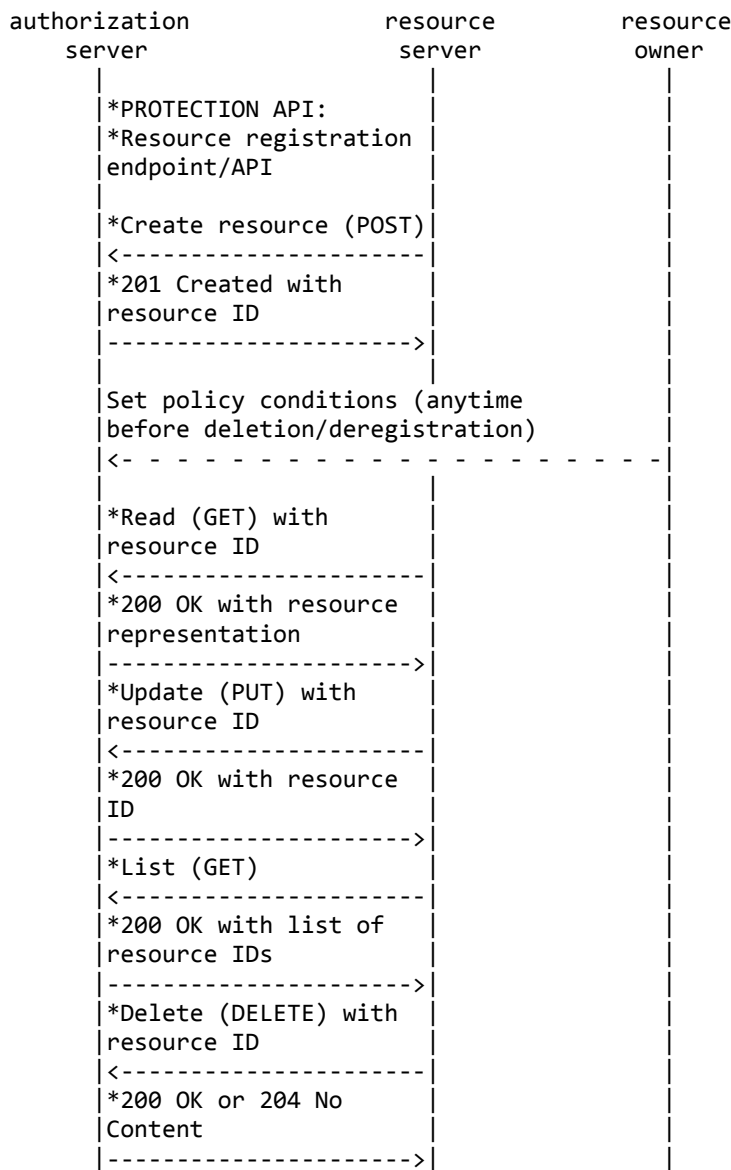 authorization resource resource
server server owner
*PROTECTION API:
*Resource registration
endpoint/API
*Create resource (POST)
*201 Created with
resource ID
Set policy conditions (anytime
before deletion/deregistration)
*Read (GET) with
resource ID
*200 OK with resource
representation
*Update (PUT) with
resource ID
*200 OK with resource
ID
*List (GET)
*200 OK with list of
resource IDs
*Delete (DELETE) with
resource ID
*200 OK or 204 No
Content